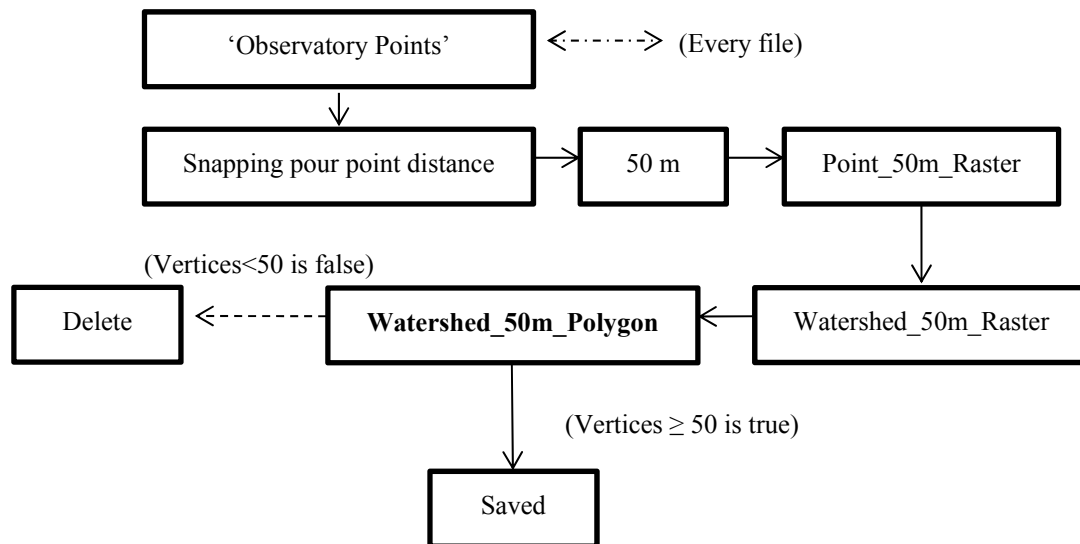 ‘Observatory Points’
(Every file)
Snapping pour point distance
50 m
Point_50m_Raster
(Vertices<50 is false)
Delete
Watershed_50m_Polygon
Watershed_50m_Raster
(Vertices ≥ 50 is true)
Saved